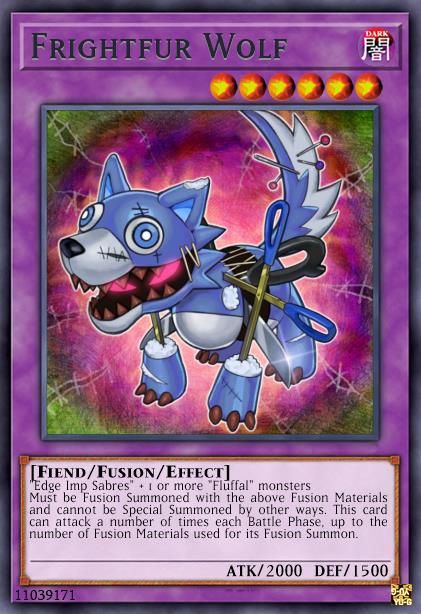 FRIGHTFUR WOLF
DARK
闇
[FIEND/FUSION/EFFECT]
"Edge Imp Sabres" + 1 or more "Fluffal" monsters
Must be Fusion Summoned with the above Fusion Materials
and cannot be Special Summoned by other ways. This card
can attack a number of times each Battle Phase, up to the
number of Fusion Materials used for its Fusion Summon.
ATK/2000 DEF/1500
11039171